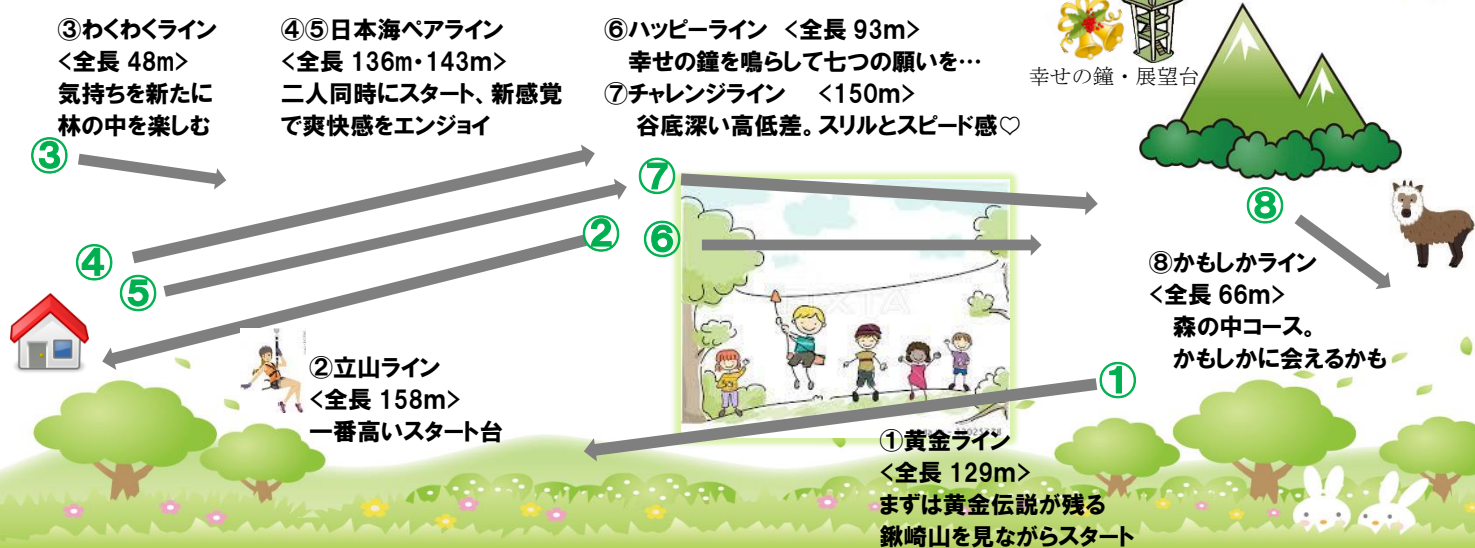 ③わくわくライン
<全長 48m>
気持ちを新たに
林の中を楽しむ
④⑤日本海ペアライン
<全長 136m・143m>
二人同時にスタート、新感覚
で爽快感をエンジョイ
⑥ハッピーライン <全長 93m>
幸せの鐘を鳴らして七つの願いを…
⑦チャレンジライン <150m>
谷底深い高低差。スリルとスピード感♡
幸せの鐘・展望台
③
④
⑤
⑦
②
⑥
⑧
①
⑧かもしかライン
<全長 66m>
森の中コース。
かもしかに会えるかも
②立山ライン
<全長 158m>
一番高いスタート台
①黄金ライン
<全長 129m>
まずは黄金伝説が残る
鍬崎山を見ながらスタート